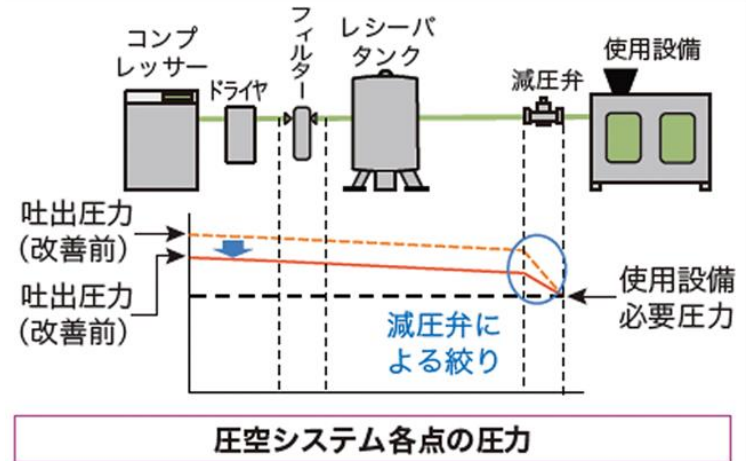 コンプ
レッサー
ドライヤ
フィルター
レシーバ
タンク
減圧弁
使用設備
吐出圧力
(改善前)
吐出圧力
(改善前)
減圧弁に
よる絞り
使用設備
必要圧力
圧空システム各点の圧力